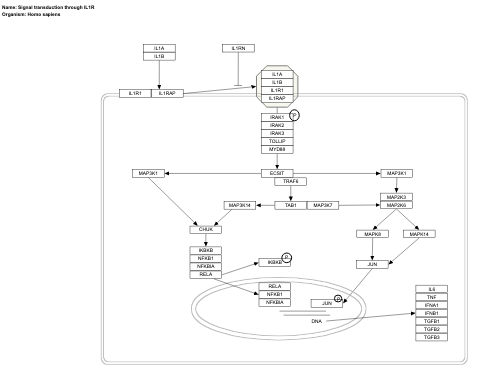 Name: Signal transduction through IL1R
Organism: Homo sapiens
IL1A
IL1B
IL1RN
IL1R1 IL1RAP
IL1A
IL1B
IL1R1
IL1RAP
IRAK1 P
IRAK2
IRAK3
TOLLIP
MYD88
MAP3K1 ECSIT MAP3K1
TRAF6
MAP2K3
MAP3K14 TAB1 MAP3K7 MAP2K6
CHUK
MAPK8 MAPK14
IKBKB
NFKB1
NFKBIA
RELA
IKBKB P
JUN
RELA
NFKB1
NFKBIA
JUN P
DNA
IL6
TNF
IFNA1
IFNB1
TGFB1
TGFB2
TGFB3